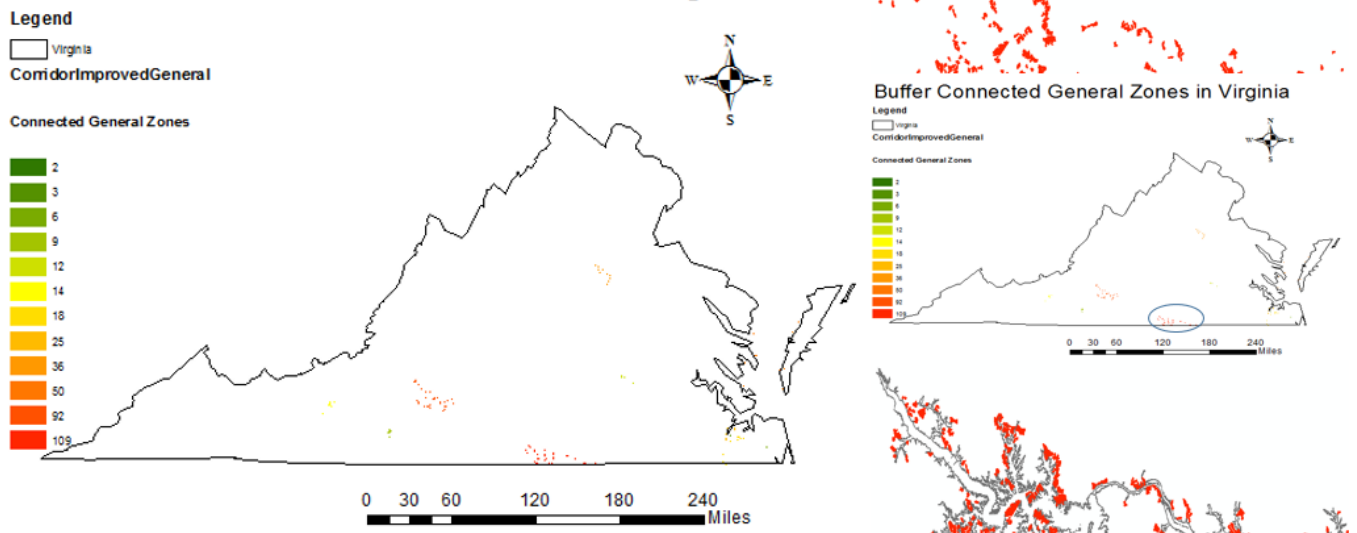 Legend
Virginia
CorridorImprovedGeneral
Connected General Zones
2
3
6
9
12
14
18
25
36
50
92
109
N
W E
S
0 30 60 120 180 240
Miles
Buffer Connected General Zones in Virginia
Legend
Virginia
CorridorImprovedGeneral
Connected General Zones
2
3
6
9
12
14
18
25
36
50
92
109
N
W E
S
0 30 60 120 180 240
Miles